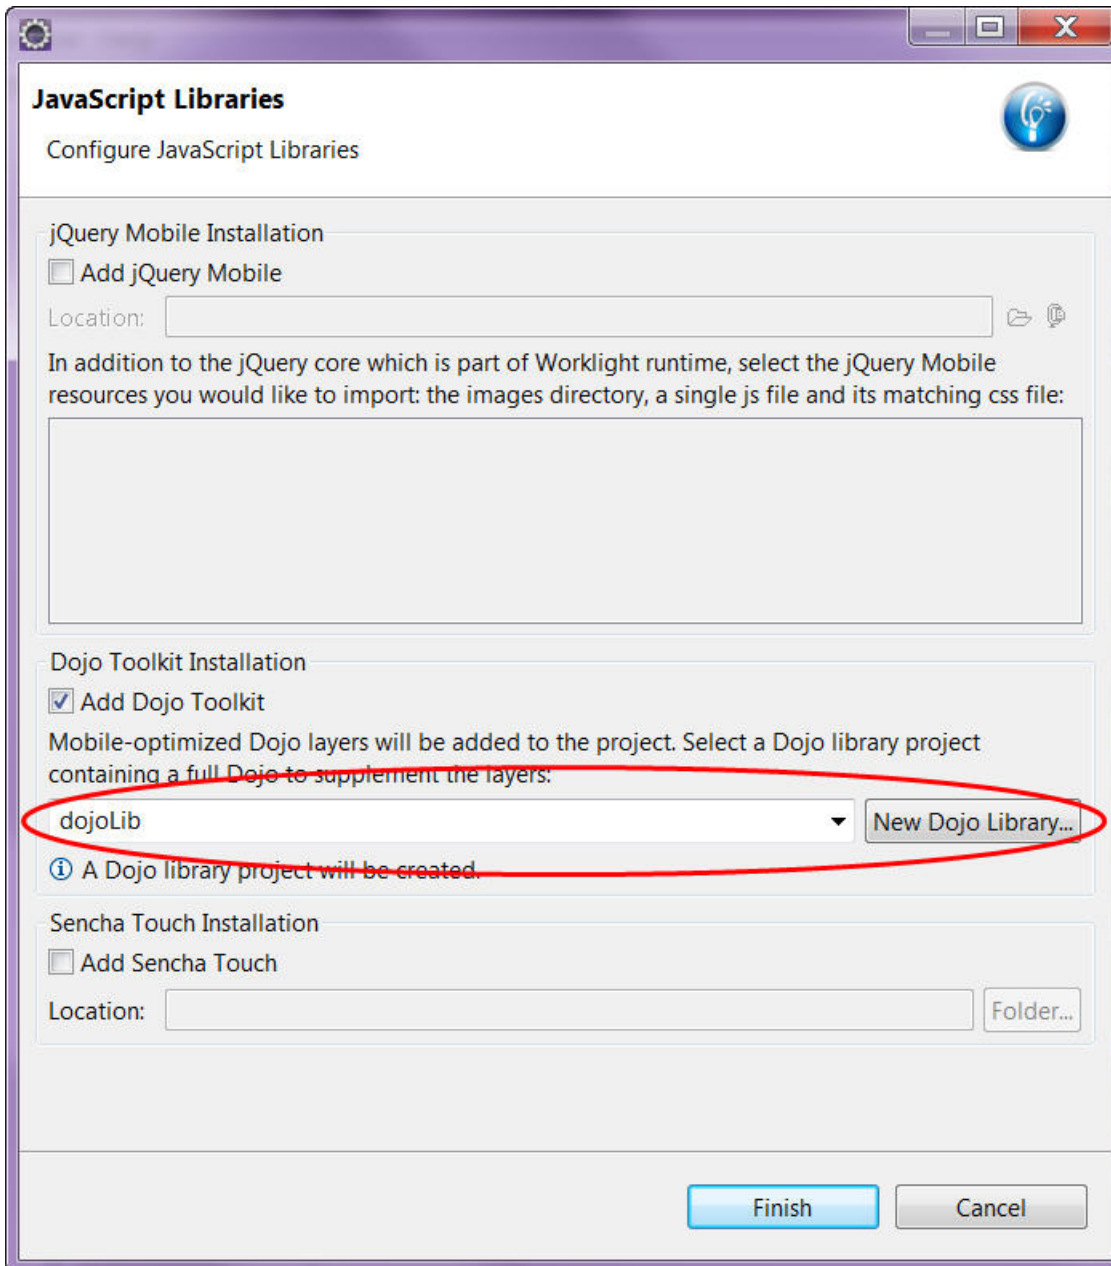 JavaScript Libraries
Configure JavaScript Libraries
jQuery Mobile Installation
Add jQuery Mobile
Location:
In addition to the jQuery core which is part of Worklight runtime, select the jQuery Mobile
resources you would like to import: the images directory, a single js file and its matching css file:
Dojo Toolkit Installation
Add Dojo Toolkit
Mobile-optimized Dojo layers will be added to the project. Select a Dojo library project
containing a full Dojo to supplement the layers:
dojoLib
New Dojo Library...
A Dojo library project will be created.
Sencha Touch Installation
Add Sencha Touch
Location:
Folder...
Finish
Cancel